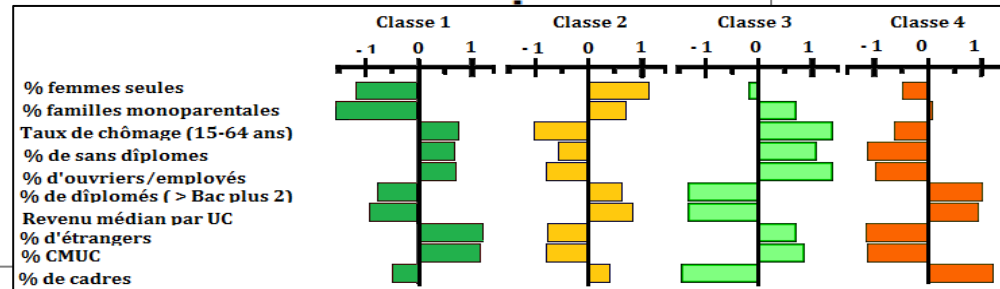 Classe 1 Classe 2 Classe 3 Classe 4
- 1 0 1 - 1 0 1 - 1 0 1 - 1 0 1
% femmes seules
% familles monoparentales
Taux de chômage (15-64 ans)
% de sans dîplomes
% d'ouvriers/employés
% de dîplomés ( > Bac plus 2)
Revenu médian par UC
% d'étrangers
% CMUC
% de cadres